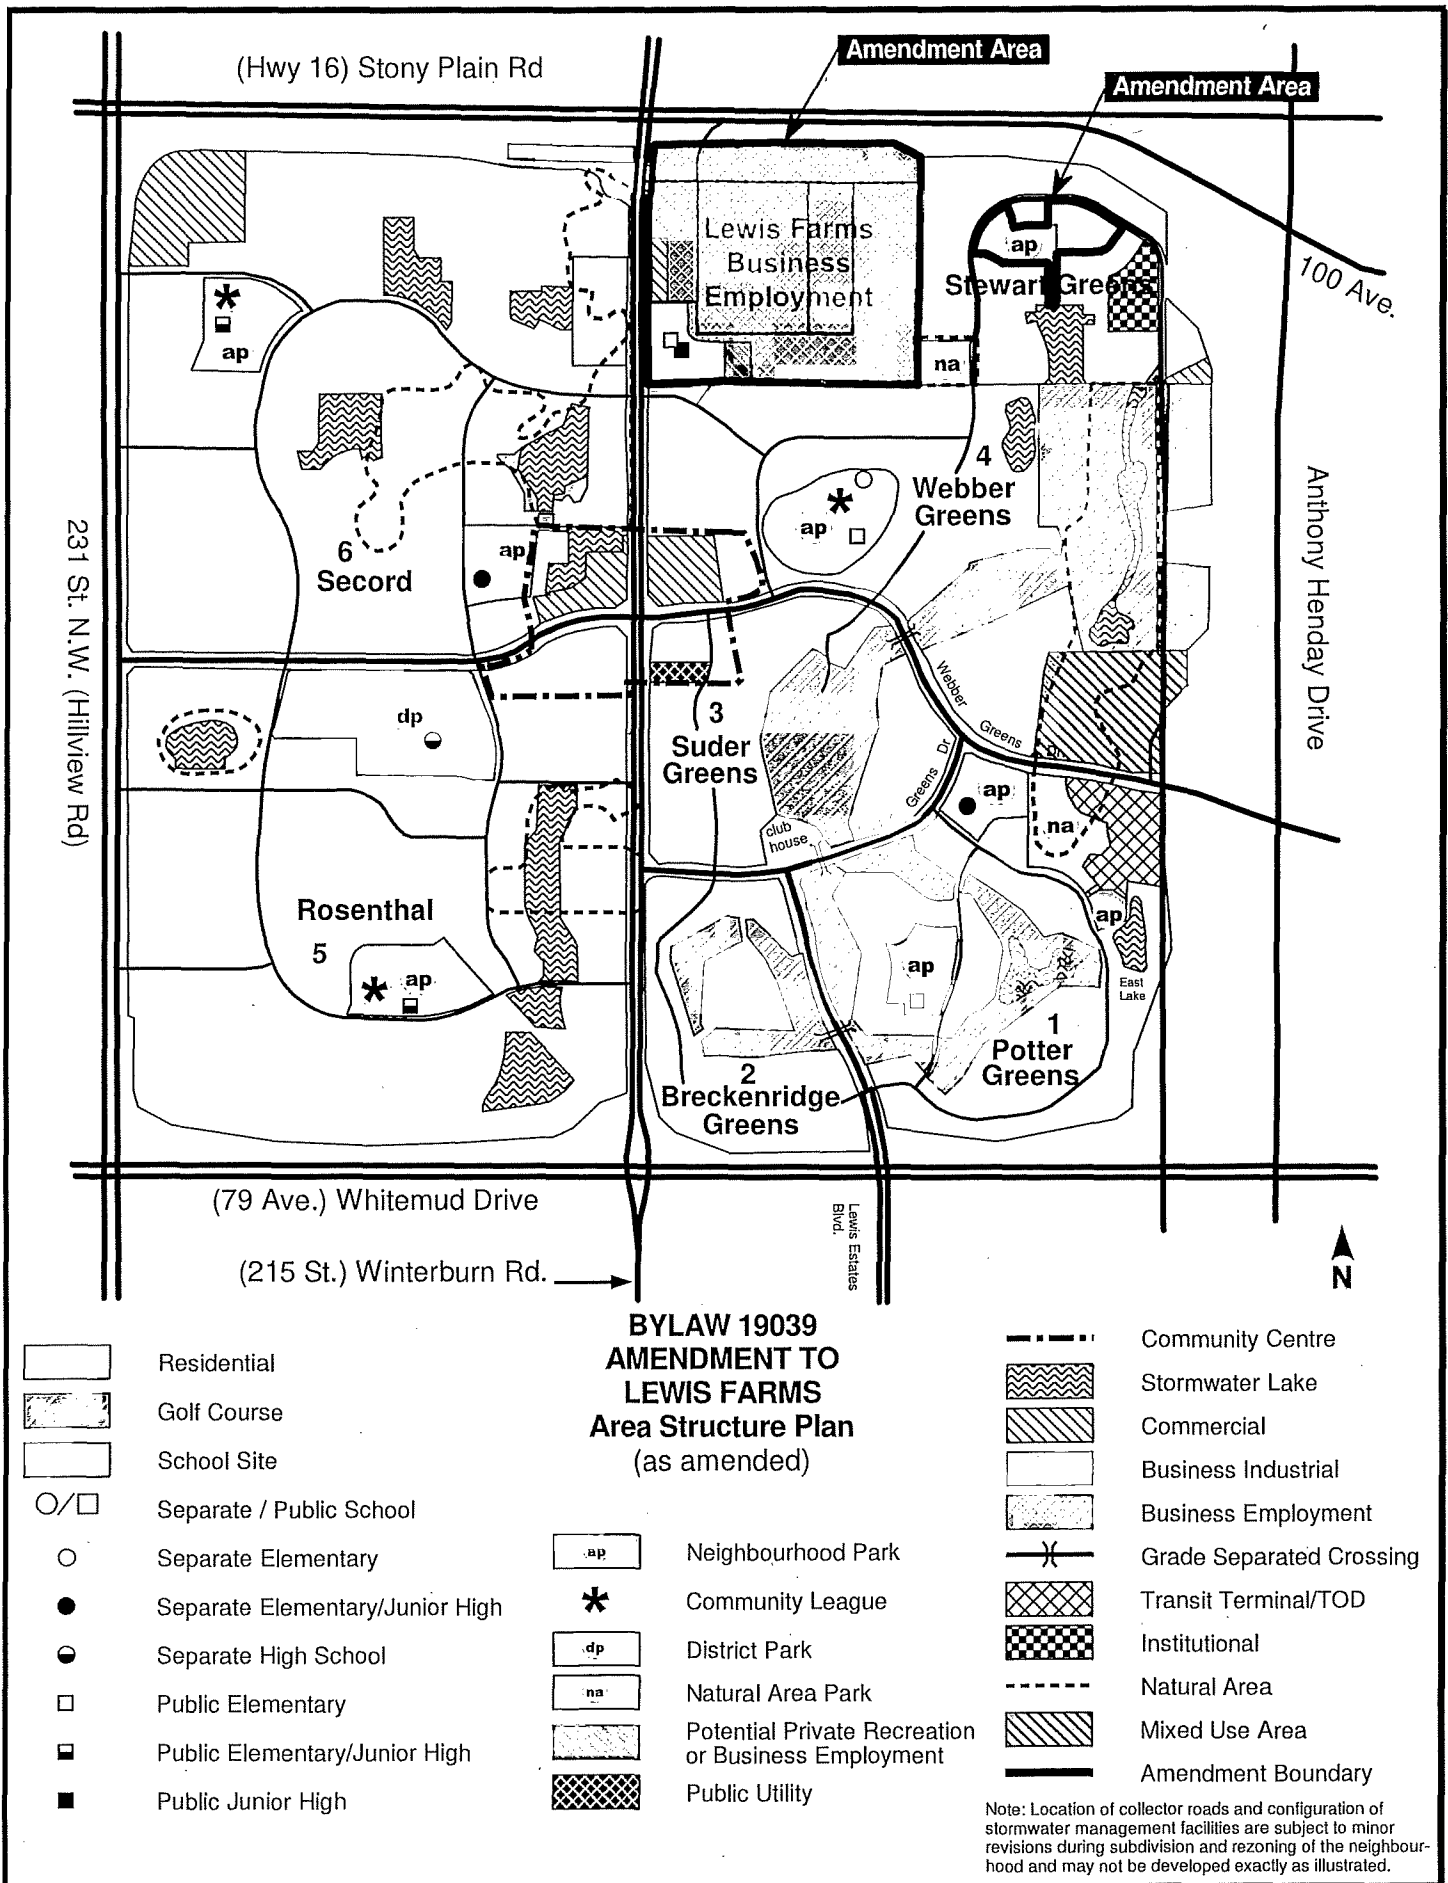 Amendment Area
(Hwy 16) Stony Plain Rd
Amendment Area
Lewis Farms
Business
Employment
ap
Stewart Greens
100 Ave.
ap
na
4
Webber
Greens
ap
6
Secord
ap
231 St. N.W. (Hillview Rd)
Anthony Henday Drive
dp
3
Suder
Greens
Webber
Greens
Dr
Greens Dr.
club
house
ap
na
Rosenthal
5
ap
ap
ap
East
Lake
1
Potter
Greens
2
Breckenridge
Greens
(79 Ave.) Whitemud Drive
Lewis Estates
Blvd.
(215 St.) Winterburn Rd.
N
BYLAW 19039
AMENDMENT TO
LEWIS FARMS
Area Structure Plan
(as amended)
Residential
Golf Course
School Site
Separate / Public School
Separate Elementary
Separate Elementary/Junior High
Separate High School
Public Elementary
Public Elementary/Junior High
Public Junior High
ap
Neighbourhood Park
Community League
dp
District Park
na
Natural Area Park
Potential Private Recreation
or Business Employment
Public Utility
Community Centre
Stormwater Lake
Commercial
Business Industrial
Business Employment
Grade Separated Crossing
Transit Terminal/TOD
Institutional
Natural Area
Mixed Use Area
Amendment Boundary
Note: Location of collector roads and configuration of
stormwater management facilities are subject to minor
revisions during subdivision and rezoning of the neighbour-
hood and may not be developed exactly as illustrated.